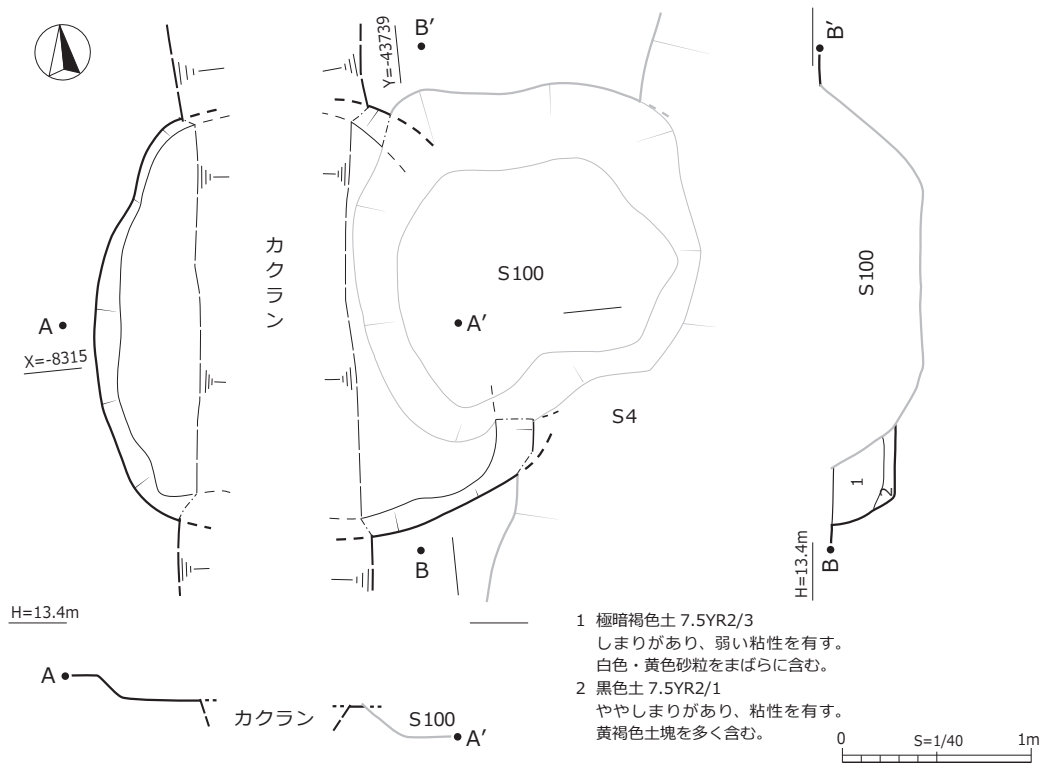 B′
Y=-43739
B′
カクラン
S100
S100
A
A′
X=-8315
S4
1
2
B
B
H=13.4m
H=13.4m
1 極暗褐色土 7.5YR2/3
しまりがあり、弱い粘性を有す。
白色・黄色砂粒をまばらに含む。
2 黒色土 7.5YR2/1
ややしまりがあり、粘性を有す。
黄褐色土塊を多く含む。
A
カクラン
S100
A′
0 S=1/40 1m